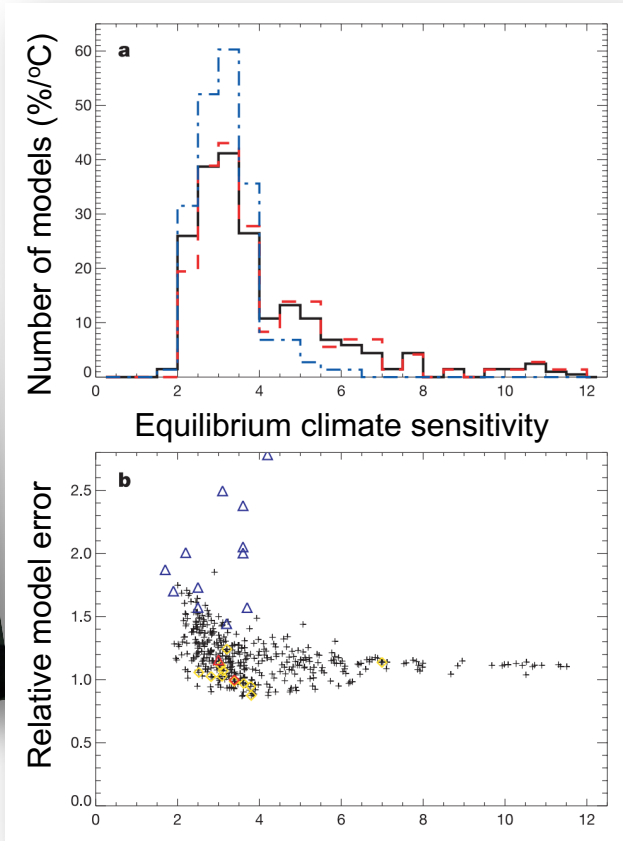 a
Number of models (%/°C)
60
50
40
30
20
10
0
0 2 4 6 8 10 12
Equilibrium climate sensitivity
b
Relative model error
2.5
2.0
1.5
1.0
0.5
0.0
0 2 4 6 8 10 12